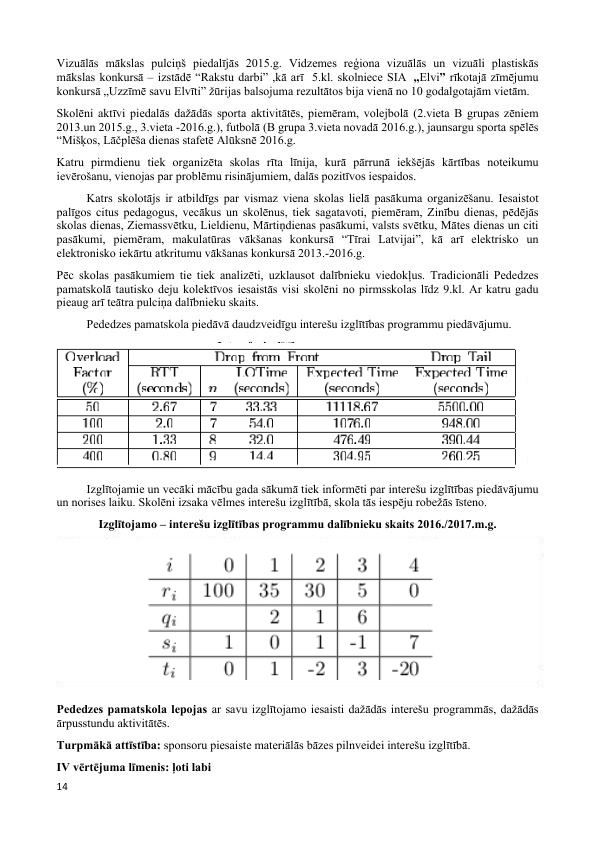 Vizuālās mākslas pulciņš piedalījās 2015.g. Vidzemes reģiona vizuālās un vizuāli plastiskās
mākslas konkursā – izstādē “Rakstu darbi” ,kā arī 5.kl. skolniece SIA „Elvi” rīkotajā zīmējumu
konkursā „Uzzīmē savu Elvīti” žūrijas balsojuma rezultātos bija vienā no 10 godalgotajām vietām.
Skolēni aktīvi piedalās dažādās sporta aktivitātēs, piemēram, volejbolā (2.vieta B grupas zēniem
2013.un 2015.g., 3.vieta -2016.g.), futbolā (B grupa 3.vieta novadā 2016.g.), jaunsargu sporta spēlēs
“Mišķos, Lāčplēša dienas stafetē Alūksnē 2016.g.
Katru pirmdienu tiek organizēta skolas rīta līnija, kurā pārrunā iekšējās kārtības noteikumu
ievērošanu, vienojas par problēmu risinājumiem, dalās pozitīvos iespaidos.
Katrs skolotājs ir atbildīgs par vismaz viena skolas lielā pasākuma organizēšanu. Iesaistot
palīgos citus pedagogus, vecākus un skolēnus, tiek sagatavoti, piemēram, Zinību dienas, pēdējās
skolas dienas, Ziemassvētku, Lieldienu, Mārtiņdienas pasākumi, valsts svētku, Mātes dienas un citi
pasākumi, piemēram, makulatūras vākšanas konkursā “Tīrai Latvijai”, kā arī elektrisko un
elektronisko iekārtu atkritumu vākšanas konkursā 2013.-2016.g.
Pēc skolas pasākumiem tie tiek analizēti, uzklausot dalībnieku viedokļus. Tradicionāli Pededzes
pamatskolā tautisko deju kolektīvos iesaistās visi skolēni no pirmsskolas līdz 9.kl. Ar katru gadu
pieaug arī teātra pulciņa dalībnieku skaits.
Pededzes pamatskola piedāvā daudzveidīgu interešu izglītības programmu piedāvājumu.
Overload Drop from Front Drop Tail
Factor RTT LOTime Expected Time Expected Time
(%) (seconds) n (seconds) (seconds) (seconds)
50 2.67 7 33.33 11118.67 5500.00
100 2.0 7 54.0 1076.0 948.00
200 1.33 8 32.0 476.49 390.44
400 0.80 9 14.4 304.95 260.25
Izglītojamie un vecāki mācību gada sākumā tiek informēti par interešu izglītības piedāvājumu
un norises laiku. Skolēni izsaka vēlmes interešu izglītībā, skola tās iespēju robežās īsteno.
Izglītojamo – interešu izglītības programmu dalībnieku skaits 2016./2017.m.g.
i 0 1 2 3 4
ri 100 35 30 5 0
qi 2 1 6
si 1 0 1 -1 7
ti 0 1 -2 3 -20
Pededzes pamatskola lepojas ar savu izglītojamo iesaisti dažādās interešu programmās, dažādās
ārpusstundu aktivitātēs.
Turpmākā attīstība: sponsoru piesaiste materiālās bāzes pilnveidei interešu izglītībā.
IV vērtējuma līmenis: ļoti labi
14